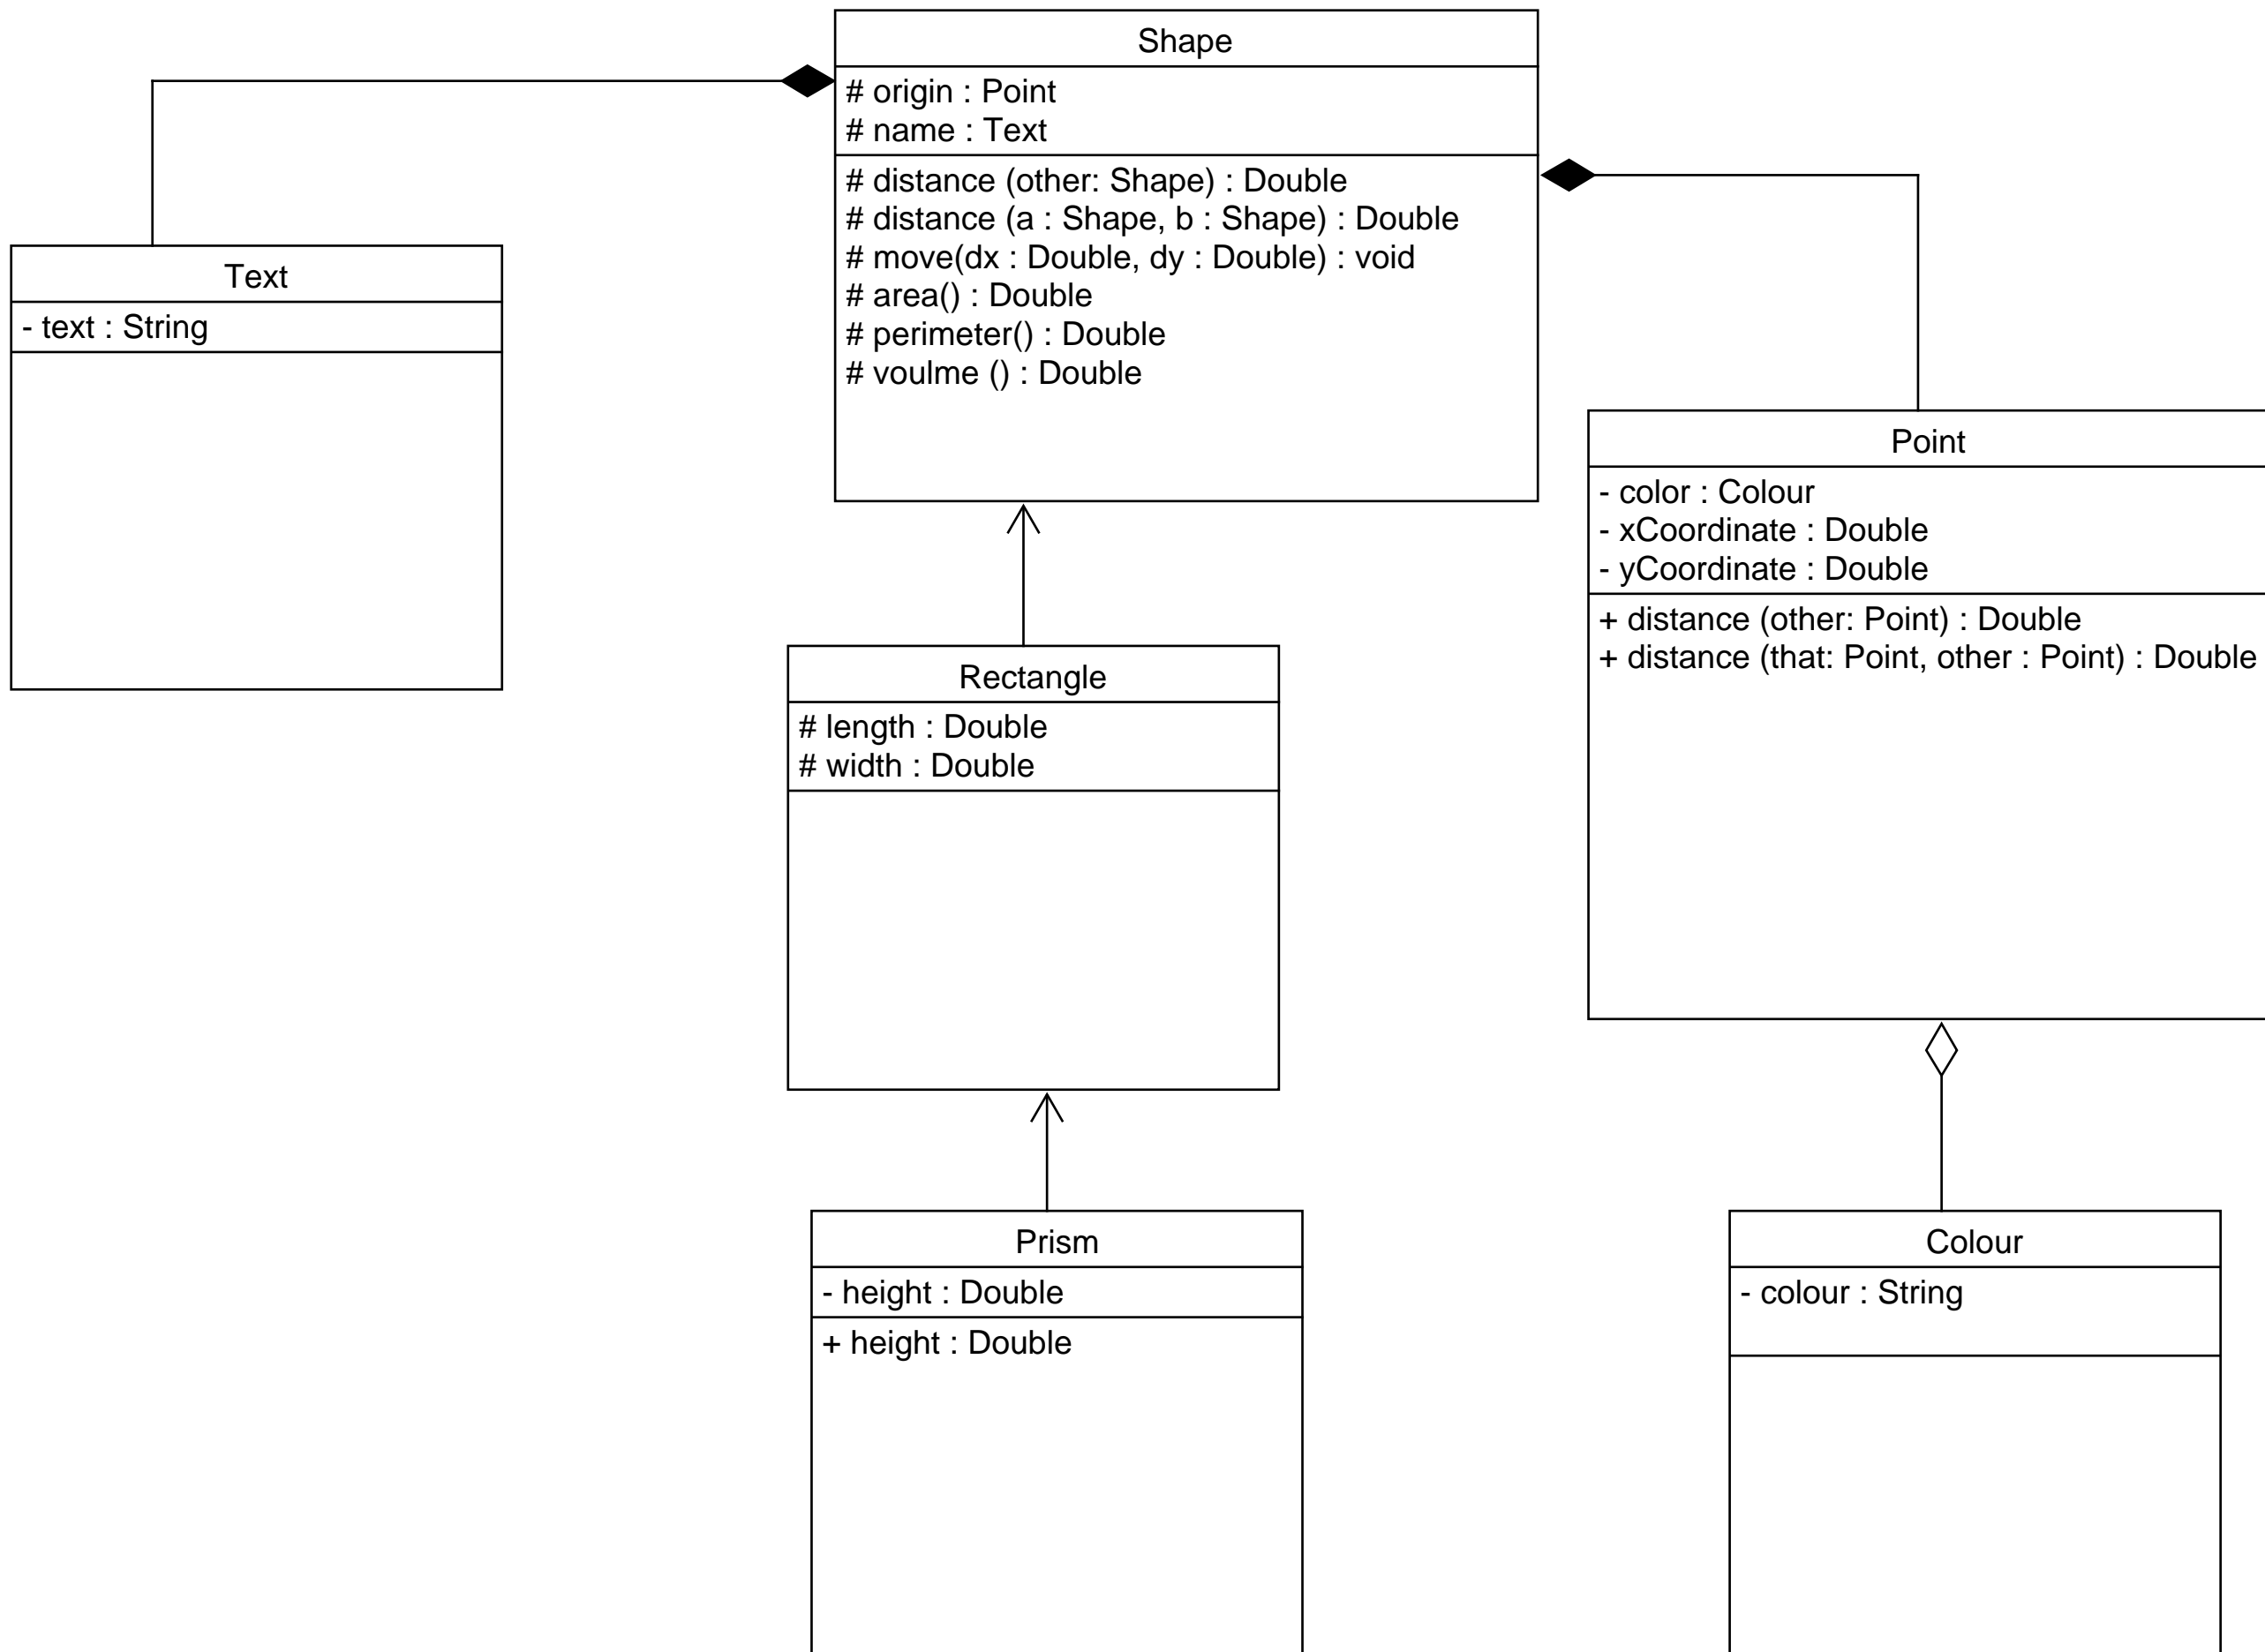 Shape
# origin : Point
# name : Text
# distance (other: Shape) : Double
# distance (a : Shape, b : Shape) : Double
# move(dx : Double, dy : Double) : void
# area() : Double
# perimeter() : Double
# voulme () : Double
Text
- text : String
Point
- color : Colour
- xCoordinate : Double
- yCoordinate : Double
+ distance (other: Point) : Double
+ distance (that: Point, other : Point) : Double
Rectangle
# length : Double
# width : Double
Prism
- height : Double
+ height : Double
Colour
- colour : String